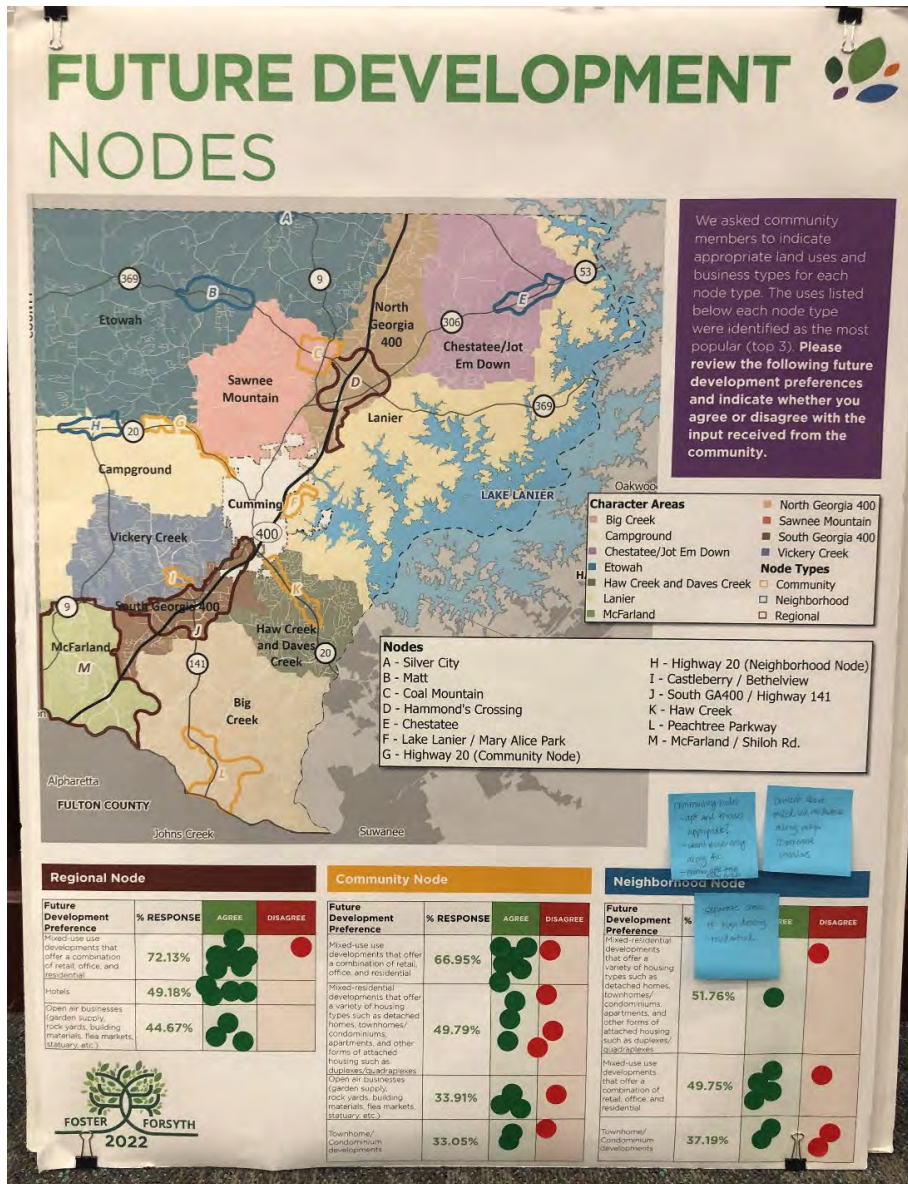 FUTURE DEVELOPMENT
NODES
We asked community
members to indicate
appropriate land uses and
business types for each
node type. The uses listed
below each node type
were identified as the most
popular (top 3). Please
review the following future
development preferences
and indicate whether you
agree or disagree with the
input received from the
community.
A
369
9
53
B
E
North
Georgia
400
Etowah
306
Chestatee/Jot
Em Down
C
D
Sawnee
Mountain
Lanier
369
H
20
G
Campground
Cumming
F
LAKE LANIER
Oakwoo
Vickery Creek
400
I
K
South Georgia 400
9
J
McFarland
Haw Creek
and Daves
Creek
M
141
20
Big
Creek
L
Alpharetta
FULTON COUNTY
Johns Creek
Suwanee
Character Areas
Big Creek
Campground
Chestatee/Jot Em Down
Etowah
Haw Creek and Daves Creek
Lanier
McFarland
North Georgia 400
Sawnee Mountain
South Georgia 400
Vickery Creek
Node Types
Community
Neighborhood
Regional
Nodes
A - Silver City
B - Matt
C - Coal Mountain
D - Hammond's Crossing
E - Chestatee
F - Lake Lanier / Mary Alice Park
G - Highway 20 (Community Node)
H - Highway 20 (Neighborhood Node)
I - Castleberry / Bethelview
J - South GA400 / Highway 141
K - Haw Creek
L - Peachtree Parkway
M - McFarland / Shiloh Rd.
Regional Node
Future
Development
Preference
% RESPONSE
AGREE
DISAGREE
Mixed-use use
developments that
offer a combination
of retail, office, and
residential
72.13%
Hotels
49.18%
Open air businesses
(garden supply,
rock yards, building
materials, flea markets,
statuary, etc.)
44.67%
Community Node
Future
Development
Preference
% RESPONSE
AGREE
DISAGREE
Mixed-use use
developments that offer
a combination of retail,
office, and residential
66.95%
Mixed-residential
developments that offer
a variety of housing
types such as detached
homes, townhomes/
condominiums,
apartments, and other
forms of attached
housing such as
duplexes/quadraplexes
49.79%
Open air businesses
(garden supply,
rock yards, building
materials, flea markets,
statuary, etc.)
33.91%
Townhome/
Condominium
developments
33.05%
Neighborhood Node
Future
Development
Preference
%
REE
DISAGREE
Mixed-residential
developments
that offer a
variety of housing
types such as
detached homes,
townhomes/
condominiums,
apartments, and
other forms of
attached housing
such as duplexes/
quadraplexes
51.76%
Mixed-use use
developments
that offer a
combination of
retail, office, and
residential
49.75%
Townhome/
Condominium
developments
37.19%
FOSTER FORSYTH
2022